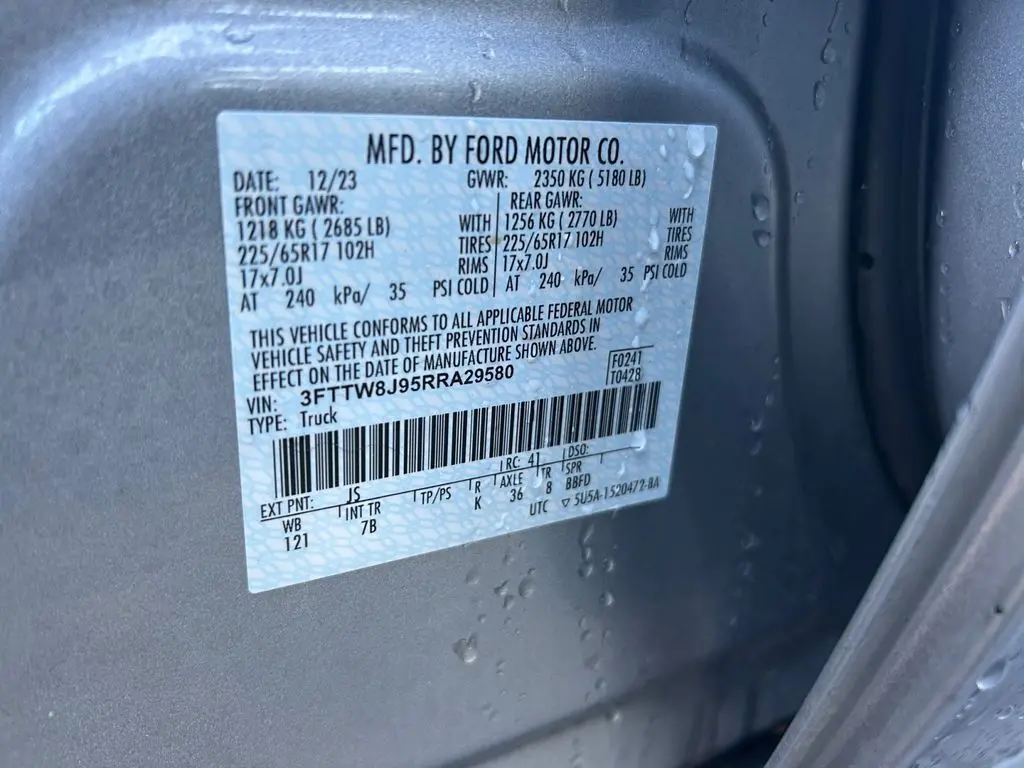 MFD. BY FORD MOTOR CO.
DATE: 12/23 GVWR: 2350 KG ( 5180 LB)
FRONT GAWR: REAR GAWR:
1218 KG ( 2685 LB) WITH 1256 KG ( 2770 LB) WITH
225/65R17 102H TIRES 225/65R17 102H TIRES
17x7.0J RIMS 17x7.0J RIMS
AT 240 kPa/ 35 PSI COLD AT 240 kPa/ 35 PSI COLD
THIS VEHICLE CONFORMS TO ALL APPLICABLE FEDERAL MOTOR
VEHICLE SAFETY AND THEFT PREVENTION STANDARDS IN
EFFECT ON THE DATE OF MANUFACTURE SHOWN ABOVE.
VIN: 3FTTW8J95RRA29580 F0241
TYPE: Truck T0428
EXT PNT: JS RC: 41 DSO:
WB INT TR TP/PS R AXLE TR SPR
121 7B K 36 8 BBFD
UTC ▽ 5U5A-1520472-BA